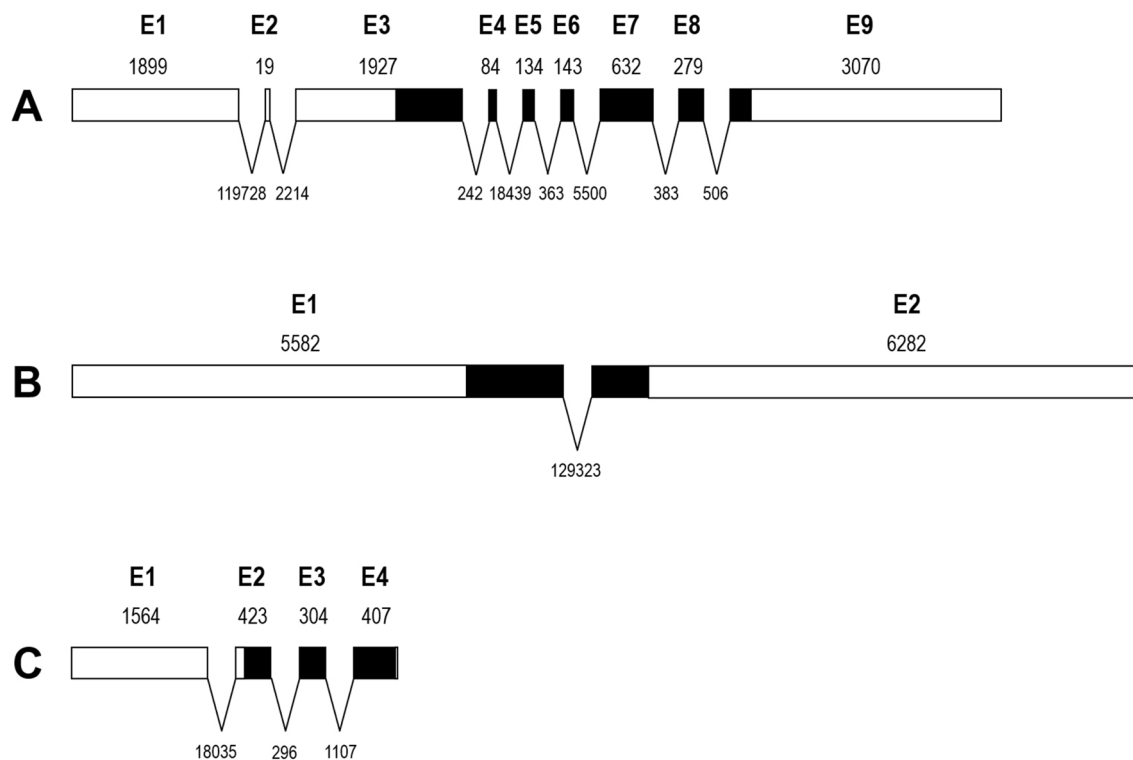 E1 E2 E3 E4 E5 E6 E7 E8 E9
1899 19 1927 84 134 143 632 279 3070
A
119728 2214 242 18439 363 5500 383 506
E1 E2
5582 6282
B
129323
E1 E2 E3 E4
1564 423 304 407
C
18035 296 1107